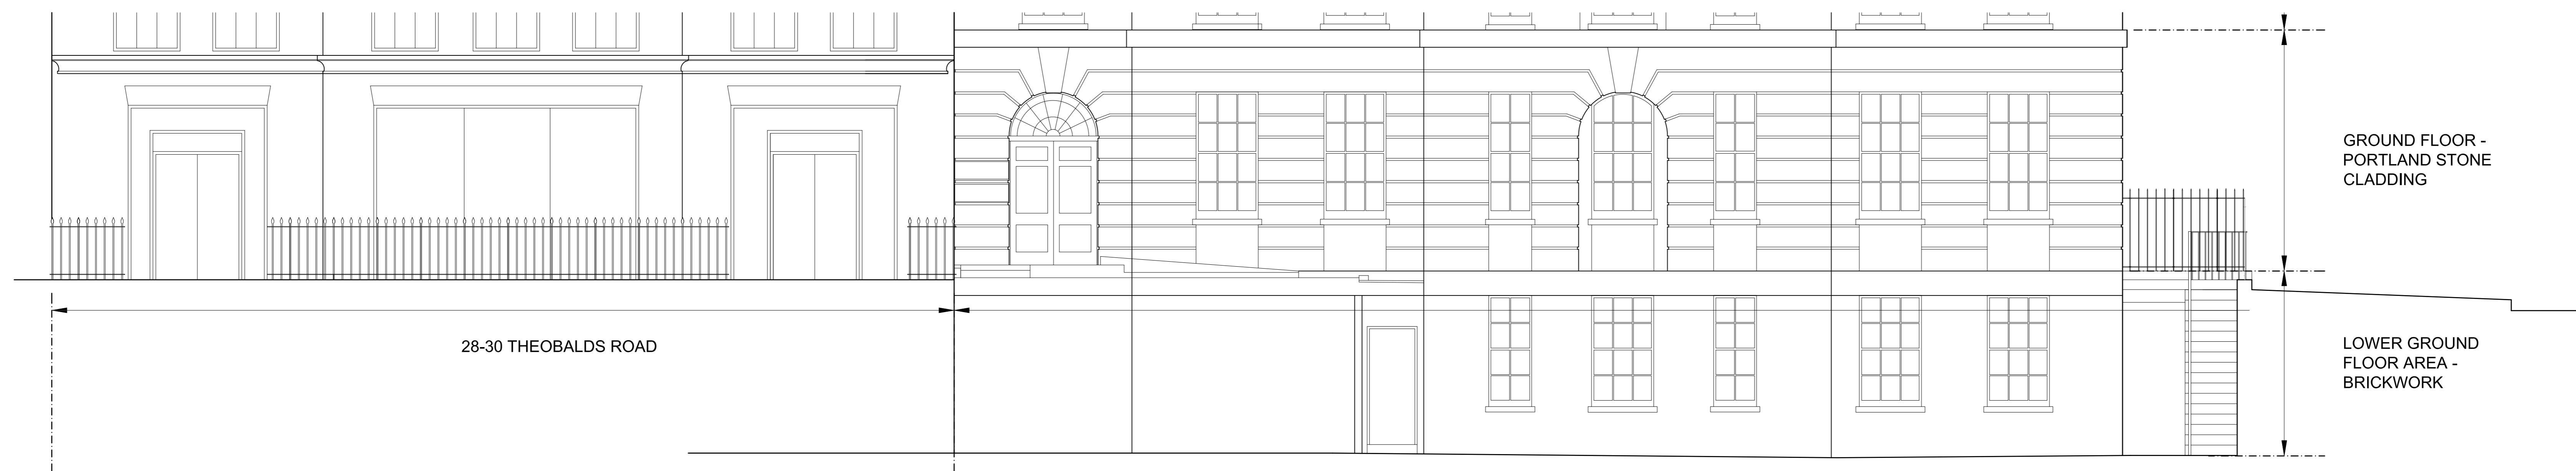 GROUND FLOOR -
PORTLAND STONE
CLADDING
28-30 THEOBALDS ROAD
LOWER GROUND
FLOOR AREA -
BRICKWORK